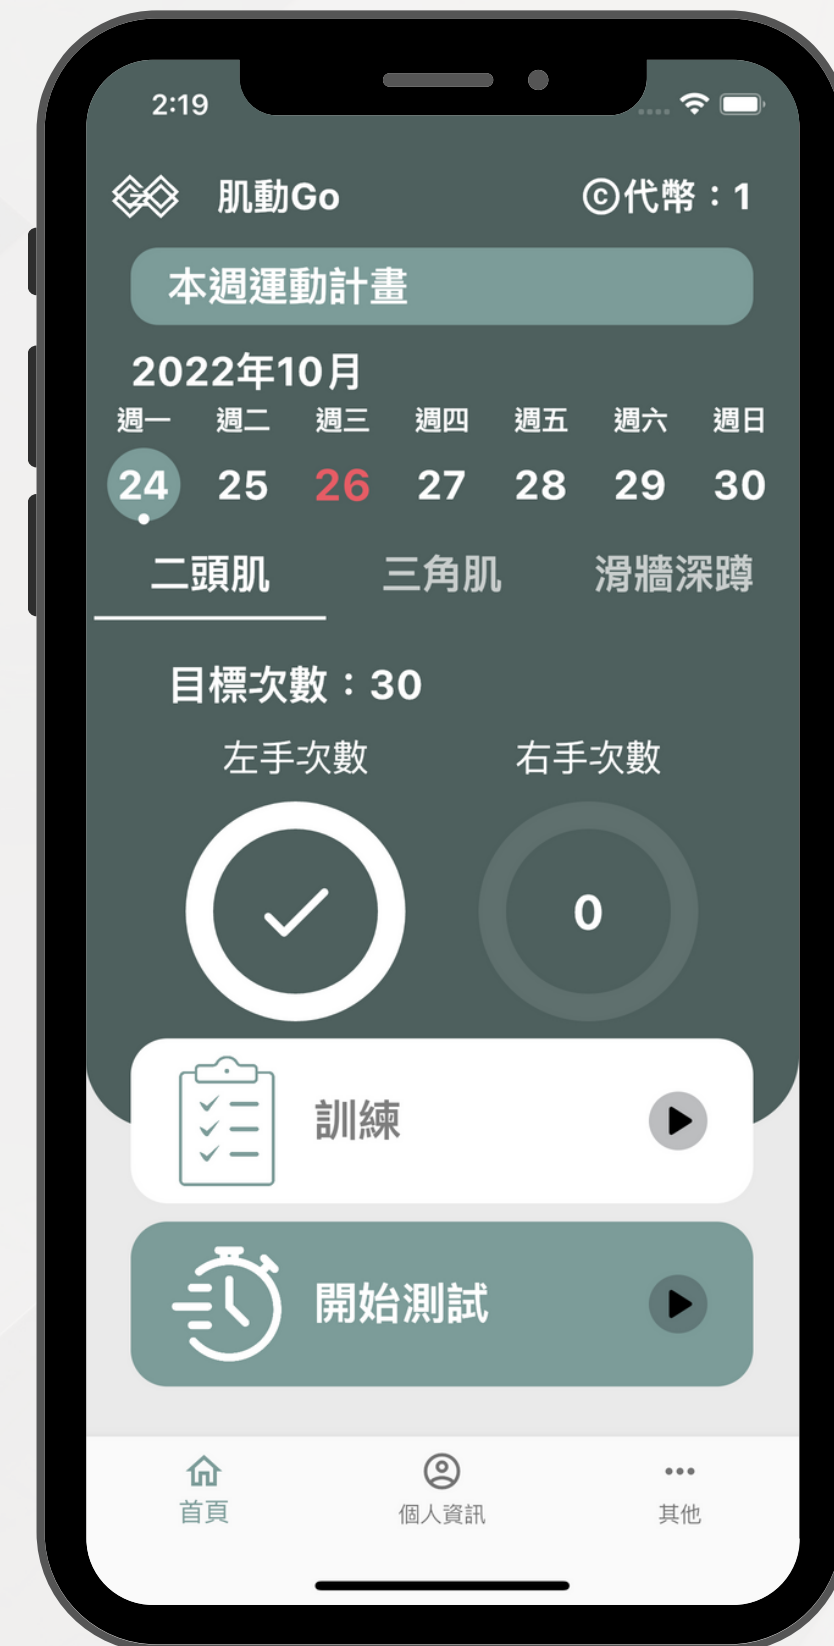 2:19
GO 肌動Go ©代幣：1
本週運動計畫
2022年10月
週一 週二 週三 週四 週五 週六 週日
24 25 26 27 28 29 30
二頭肌 三角肌 滑牆深蹲
目標次數：30
左手次數 右手次數
0
訓練
開始測試
首頁 個人資訊 其他